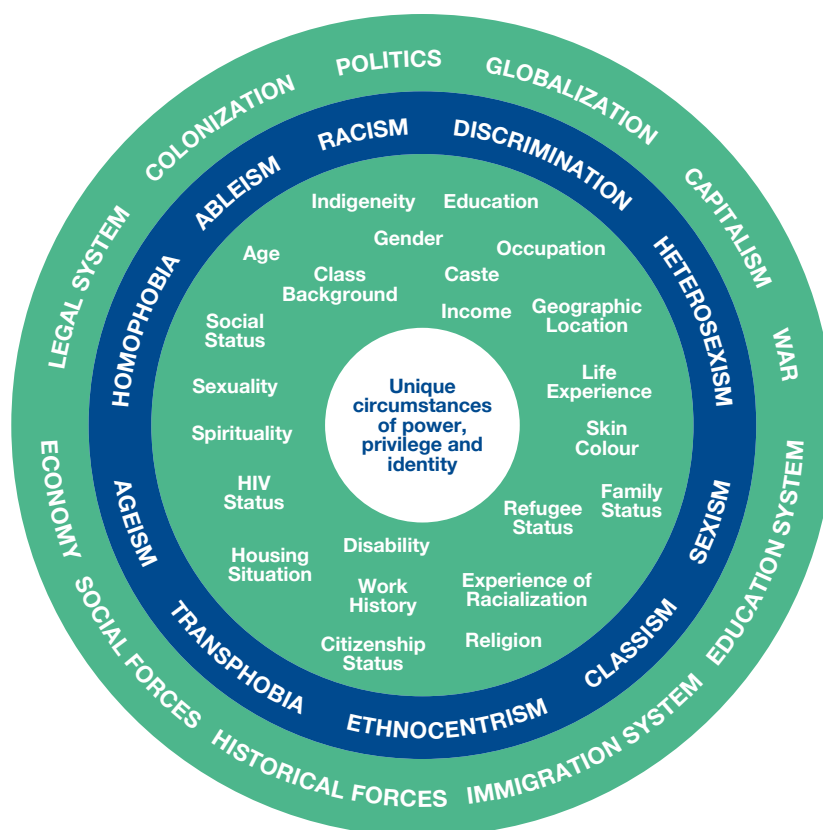 POLITICS
GLOBALIZATION
CAPITALISM
WAR
EDUCATION SYSTEM
IMMIGRATION SYSTEM
HISTORICAL FORCES
SOCIAL FORCES
ECONOMY
LEGAL SYSTEM
COLONIZATION
RACISM
DISCRIMINATION
HETEROSEXISM
SEXISM
CLASSISM
ETHNOCENTRISM
TRANSPHOBIA
AGEISM
HOMOPHOBIA
ABLEISM
Indigeneity
Education
Gender
Age
Occupation
Class
Background
Caste
Income
Geographic
Location
Social
Status
Sexuality
Life
Experience
Spirituality
Skin
Colour
HIV
Status
Family
Status
Refugee
Status
Disability
Housing
Situation
Work
History
Experience of
Racialization
Citizenship
Status
Religion
Unique
circumstances
of power,
privilege and
identity